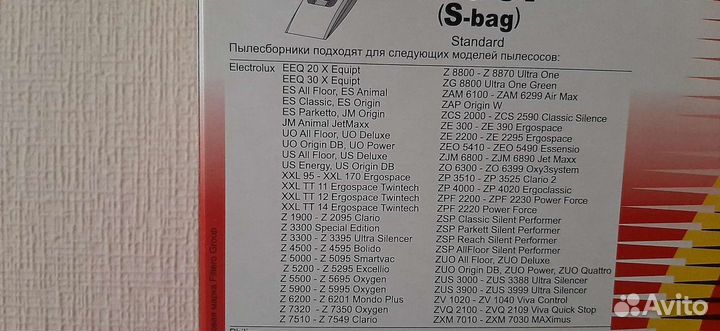 (S-bag)
Standard
Пылесборники подходят для следующих моделей пылесосов:
Electrolux
EEQ 20 X Equipt
EEQ 30 X Equipt
ES All Floor, ES Animal
ES Classic, ES Origin
ES Parketto, JM Origin
JM Animal JetMaxx
UO All Floor, UO Deluxe
UO Origin DB, UO Power
US All Floor, US Deluxe
US Energy, US Origin DB
XXL 95 - XXL 170 Ergospace
XXL TT 11 Ergospace Twintech
XXL TT 12 Ergospace Twintech
XXL TT 14 Ergospace Twintech
Z 1900 - Z 2095 Clario
Z 3300 Special Edition
Z 3300 - Z 3395 Ultra Silencer
Z 4500 - Z 4595 Bolido
Z 5000 - Z 5095 Smartvac
Z 5200 - Z 5295 Excellio
Z 5500 - Z 5695 Oxygen
Z 5900 - Z 5995 Oxygen
Z 6200 - Z 6201 Mondo Plus
Z 7320 - Z 7350 Oxygen
Z 7510 - Z 7549 Clario
Z 8800 - Z 8870 Ultra One
ZG 8800 Ultra One Green
ZAM 6100 - ZAM 6299 Air Max
ZAP Origin W
ZCS 2000 - ZCS 2590 Classic Silence
ZE 300 - ZE 390 Ergospace
ZE 2200 - ZE 2295 Ergospace
ZEO 5410 - ZEO 5490 Essensio
ZJM 6800 - ZJM 6890 Jet Maxx
ZO 6300 - ZO 6399 Oxy3system
ZP 3510 - ZP 3525 Clario 2
ZP 4000 - ZP 4020 Ergoclassic
ZPF 2200 - ZPF 2230 Power Force
ZPF 2220 Power Force
ZSP Classic Silent Performer
ZSP Parkett Silent Performer
ZSP Reach Silent Performer
ZSP AllFloor Silent Performer
ZUO All Floor, ZUO Deluxe
ZUO Origin DB, ZUO Power, ZUO Quattro
ZUS 3000 - ZUS 3388 Ultra Silencer
ZUS 3900 - ZUS 3999 Ultra Silencer
ZV 1020 - ZV 1040 Viva Control
ZVQ 2100 - ZVQ 2109 Viva Quick Stop
ZXM 7010 - ZXM 7030 MAXimus
марка Filtero Group
Avito